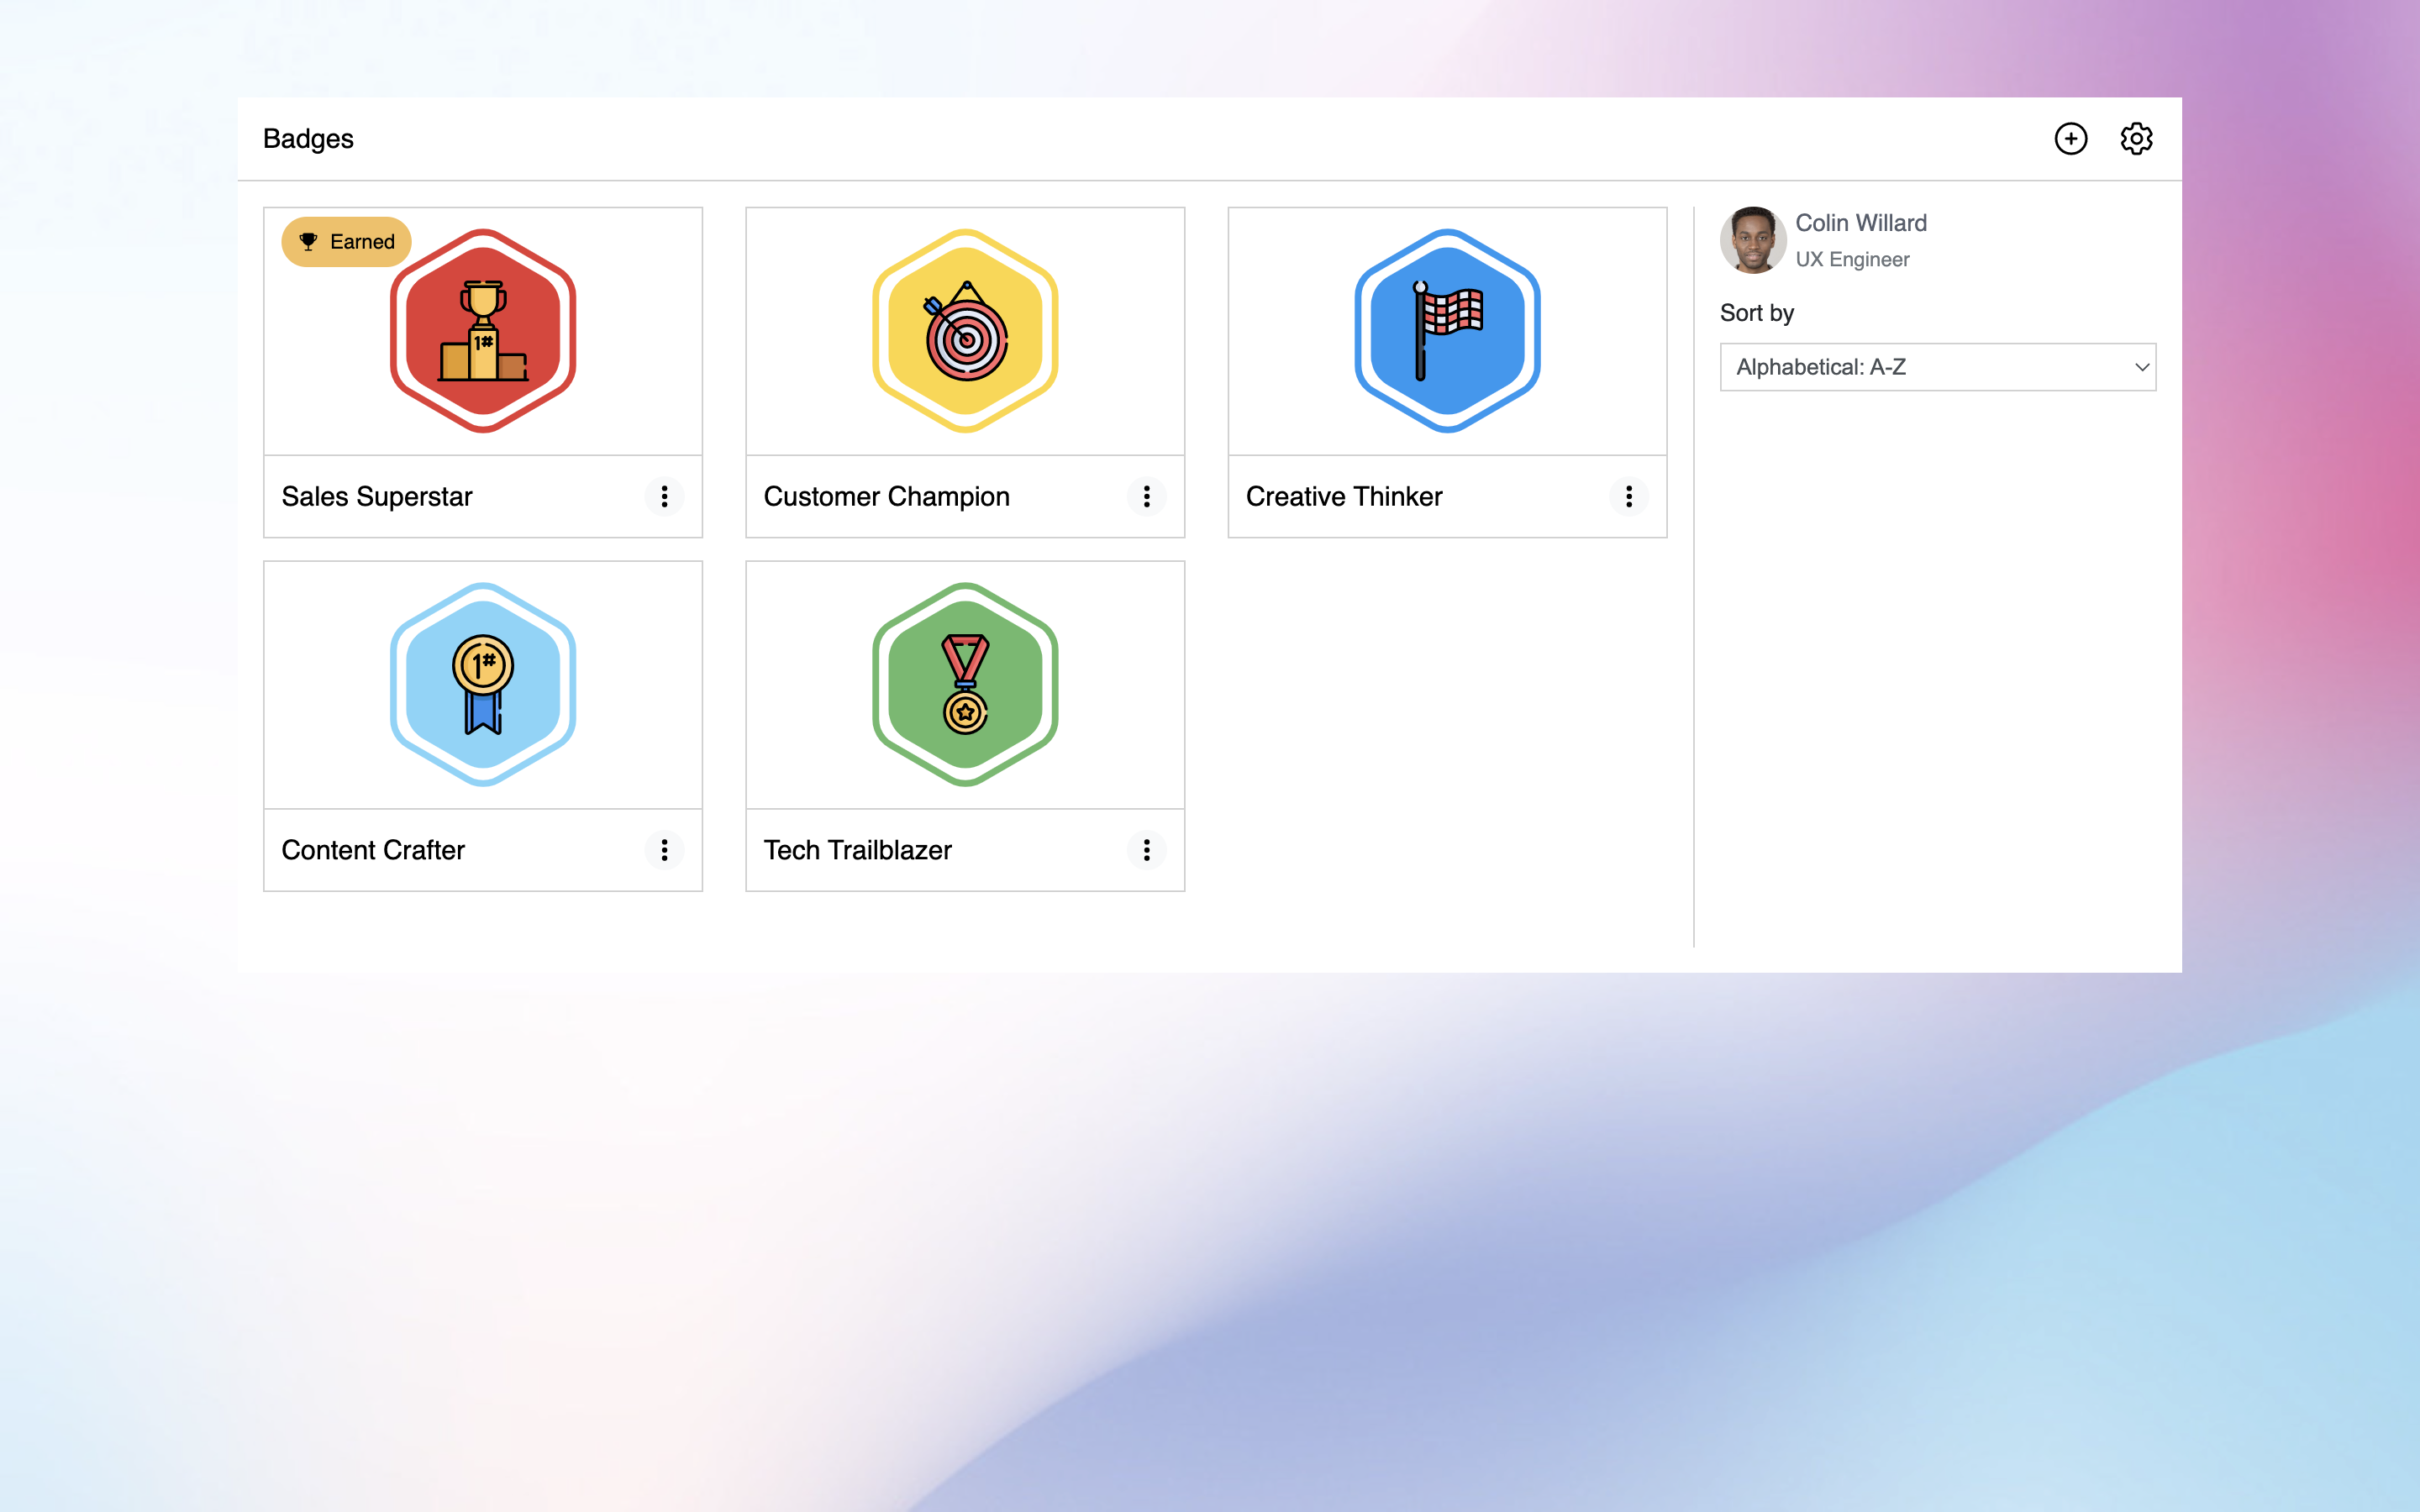 Badges
Earned
1#
Sales Superstar
Customer Champion
Creative Thinker
1#
Content Crafter
Tech Trailblazer
Colin Willard
UX Engineer
Sort by
Alphabetical: A-Z